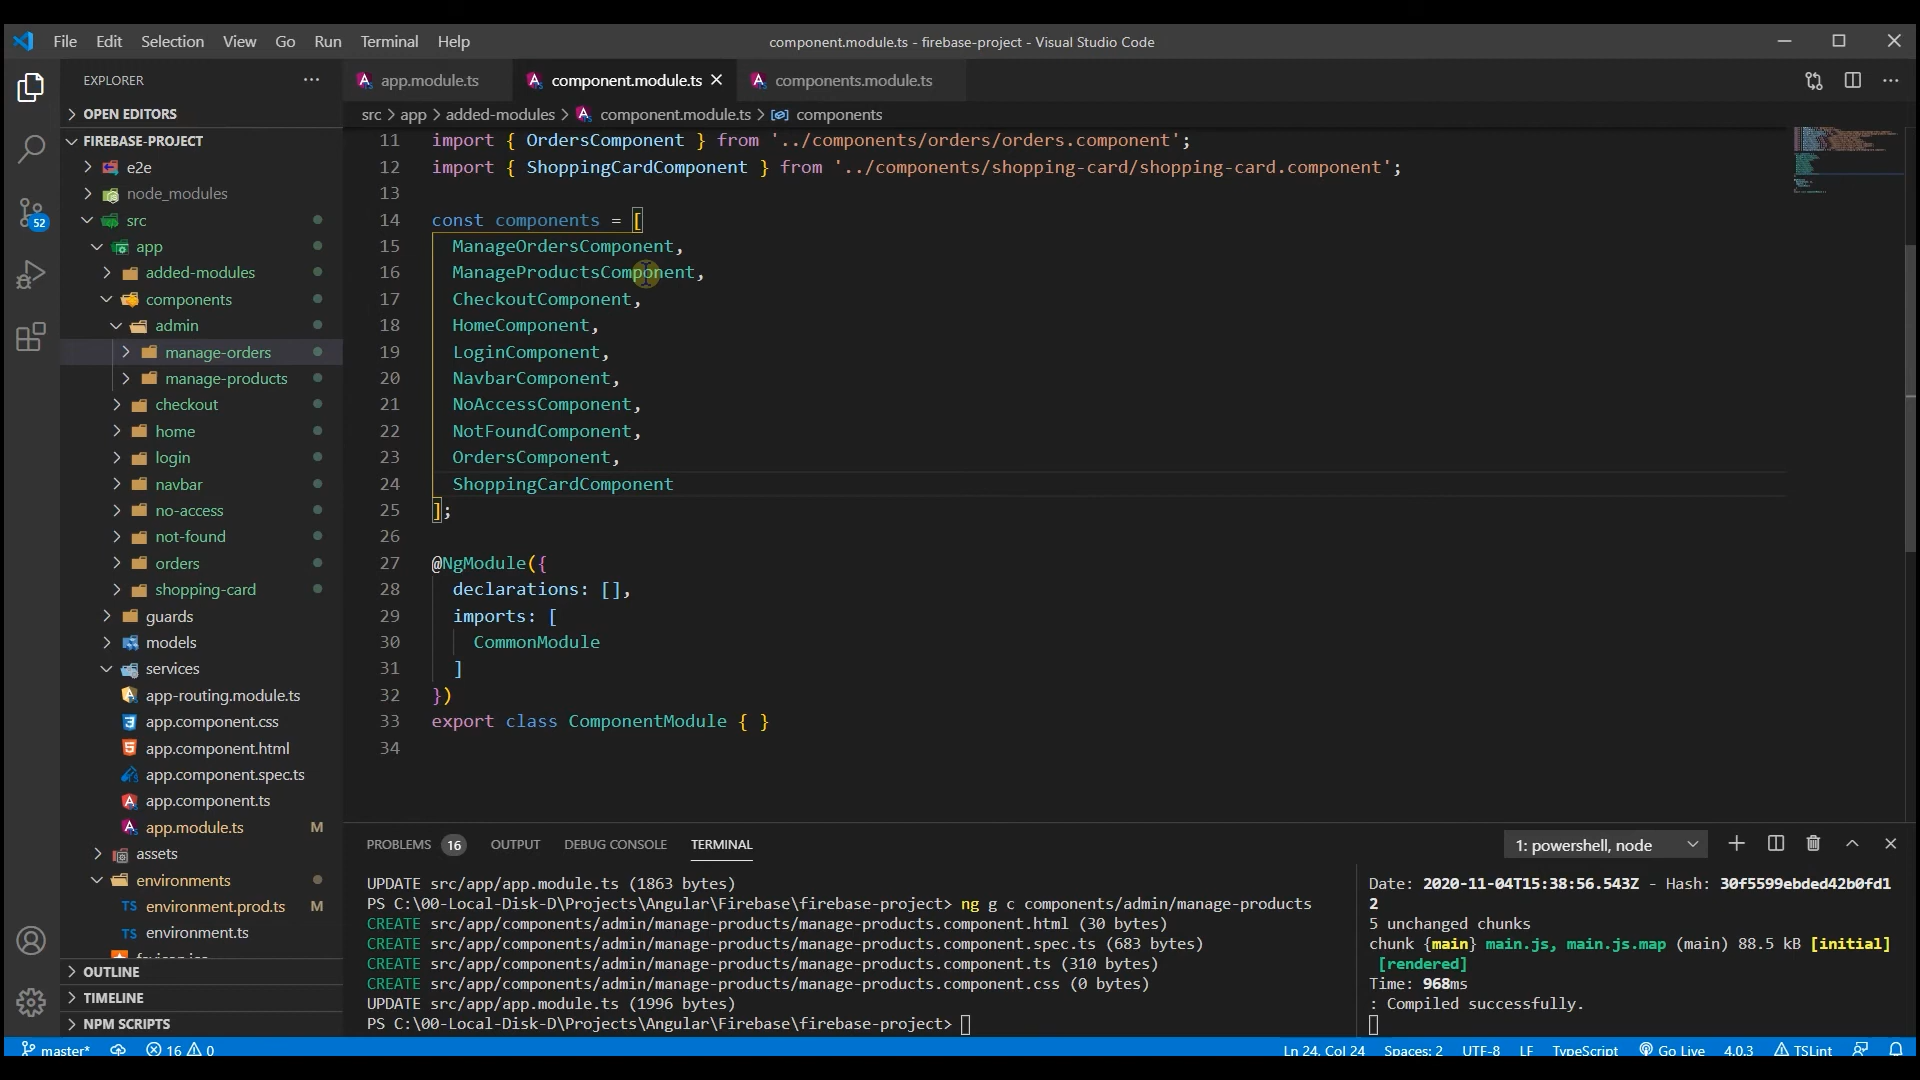 File Edit Selection View Go Run Terminal Help
component.module.ts - firebase-project - Visual Studio Code
EXPLORER
OPEN EDITORS
FIREBASE-PROJECT
e2e
node_modules
src
app
added-modules
components
admin
manage-orders
manage-products
checkout
home
login
navbar
no-access
not-found
orders
shopping-card
guards
models
services
app-routing.module.ts
app.component.css
app.component.html
app.component.spec.ts
app.component.ts
app.module.ts M
assets
environments
environment.prod.ts M
environment.ts
OUTLINE
TIMELINE
NPM SCRIPTS
52
app.module.ts component.module.ts components.module.ts
src > app > added-modules > component.module.ts > components
11 import { OrdersComponent } from '../components/orders/orders.component';
12 import { ShoppingCardComponent } from '../components/shopping-card/shopping-card.component';
13
14 const components = [
15 ManageOrdersComponent,
16 ManageProductsComponent,
17 CheckoutComponent,
18 HomeComponent,
19 LoginComponent,
20 NavbarComponent,
21 NoAccessComponent,
22 NotFoundComponent,
23 OrdersComponent,
24 ShoppingCardComponent
25 ];
26
27 @NgModule({
28 declarations: [],
29 imports: [
30 CommonModule
31 ]
32 })
33 export class ComponentModule { }
34
PROBLEMS 16 OUTPUT DEBUG CONSOLE TERMINAL
1: powershell, node
UPDATE src/app/app.module.ts (1863 bytes)
PS C:\00-Local-Disk-D\Projects\Angular\Firebase\firebase-project> ng g c components/admin/manage-products
CREATE src/app/components/admin/manage-products/manage-products.component.html (30 bytes)
CREATE src/app/components/admin/manage-products/manage-products.component.spec.ts (683 bytes)
CREATE src/app/components/admin/manage-products/manage-products.component.ts (310 bytes)
CREATE src/app/components/admin/manage-products/manage-products.component.css (0 bytes)
UPDATE src/app/app.module.ts (1996 bytes)
PS C:\00-Local-Disk-D\Projects\Angular\Firebase\firebase-project>
Date: 2020-11-04T15:38:56.543Z - Hash: 30f5599ebded42b0fd1
2
5 unchanged chunks
chunk {main} main.js, main.js.map (main) 88.5 kB [initial]
[rendered]
Time: 968ms
: Compiled successfully.
master* 16 0 Ln 24, Col 24 Spaces: 2 UTF-8 LF TypeScript Go Live 4.0.3 TSLint